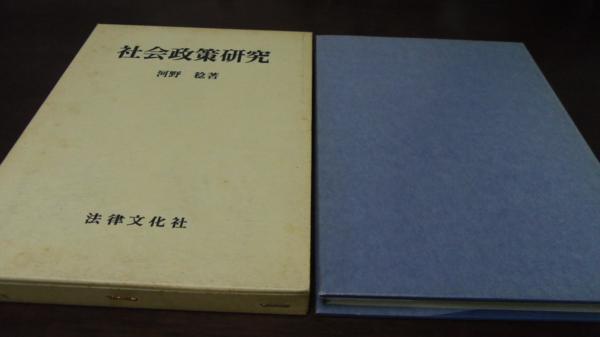 社会政策研究
河野 稔著
法律文化社